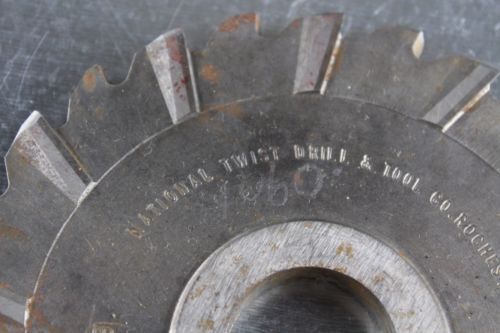 NATIONAL TWIST DRILL & TOOL CO. ROCHES